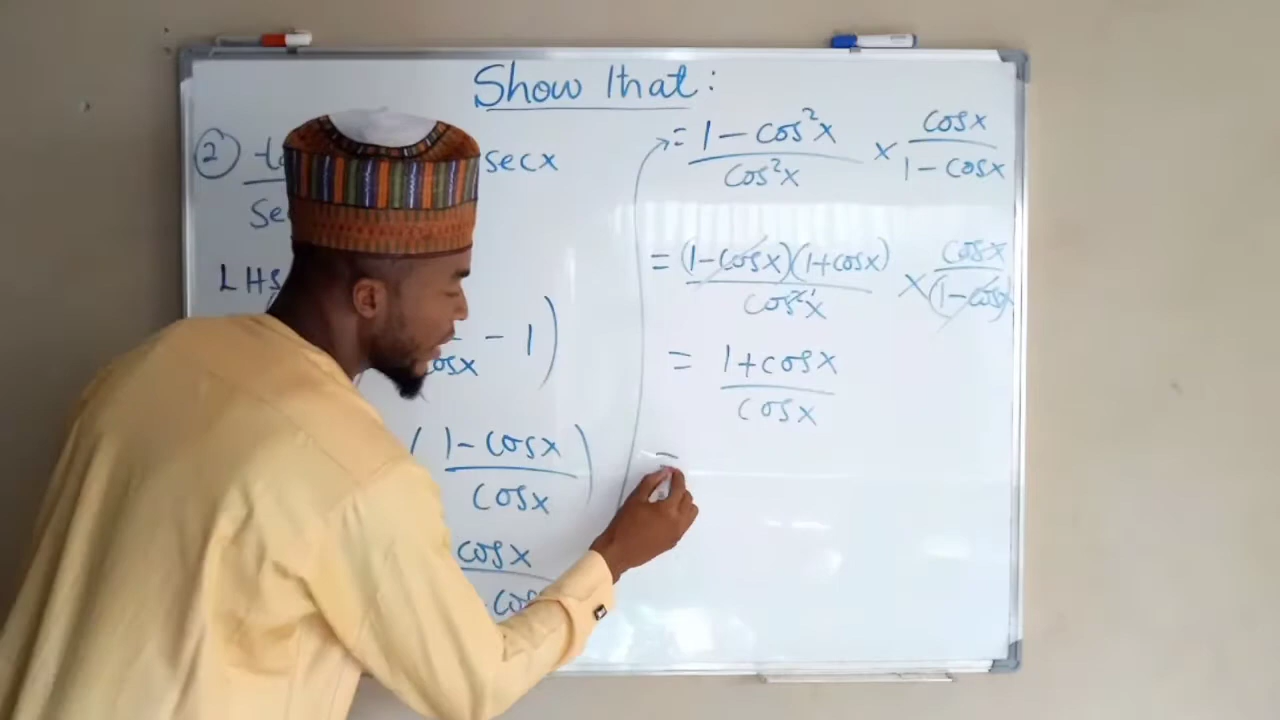 Show that:
② secx
LHS
- 1)
cosx
( 1-cosx )
cosx
cosx
= 1 - cos²x × cosx
cos²x 1 - cosx
= (1-cosx)(1+cosx) × cosx
cos²x (1-cosx)
= 1+cosx
cosx
=